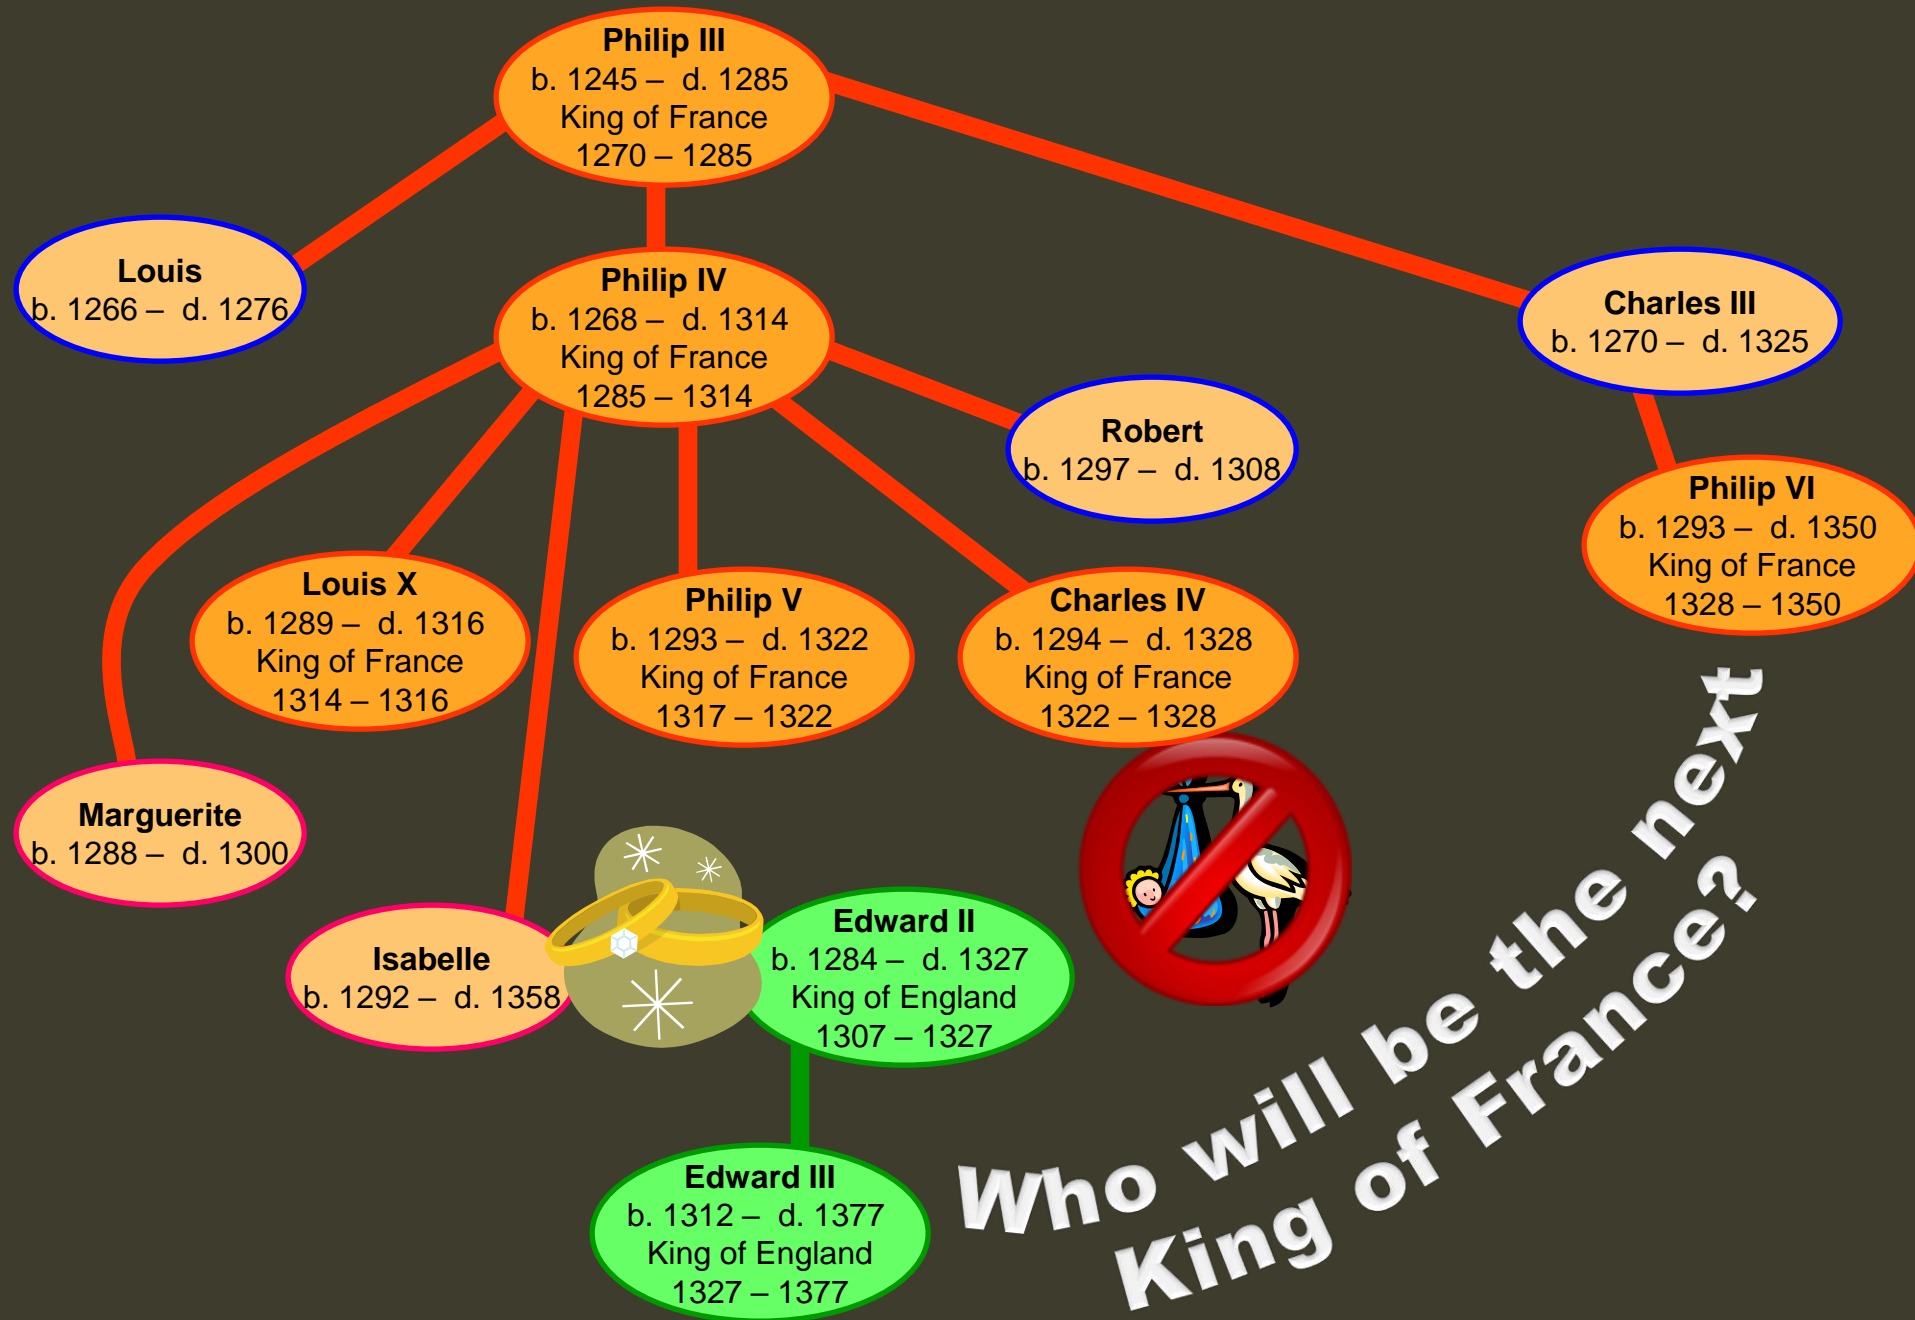 Philip III
b. 1245 – d. 1285
King of France
1270 – 1285
Louis
b. 1266 – d. 1276
Philip IV
b. 1268 – d. 1314
King of France
1285 – 1314
Charles III
b. 1270 – d. 1325
Robert
b. 1297 – d. 1308
Philip VI
b. 1293 – d. 1350
King of France
1328 – 1350
Louis X
b. 1289 – d. 1316
King of France
1314 – 1316
Philip V
b. 1293 – d. 1322
King of France
1317 – 1322
Charles IV
b. 1294 – d. 1328
King of France
1322 – 1328
Marguerite
b. 1288 – d. 1300
Isabelle
b. 1292 – d. 1358
Edward II
b. 1284 – d. 1327
King of England
1307 – 1327
Edward III
b. 1312 – d. 1377
King of England
1327 – 1377
Who will be the next
King of France?